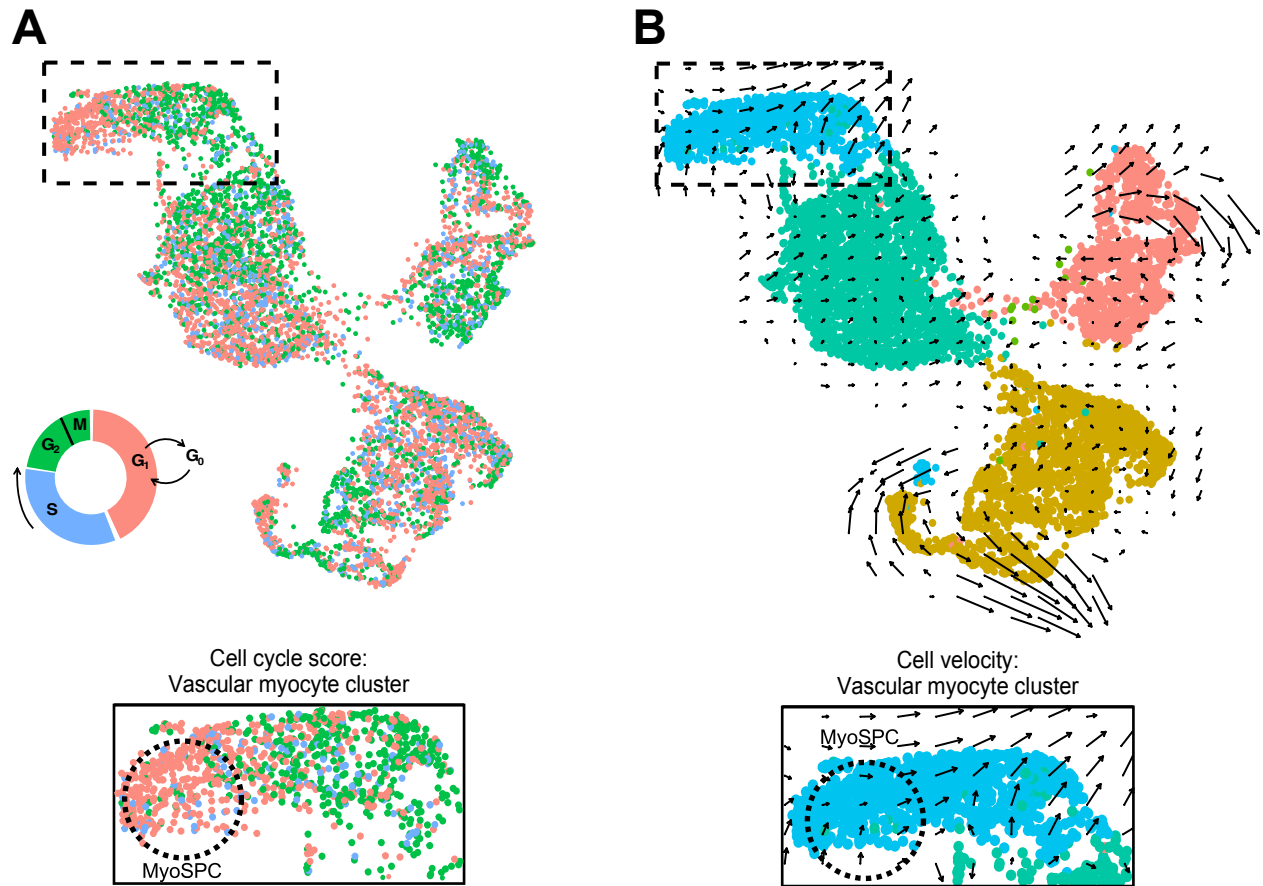 A
B
M
G₂
G₁
G₀
S
Cell cycle score:
Vascular myocyte cluster
MyoSPC
Cell velocity:
Vascular myocyte cluster
MyoSPC